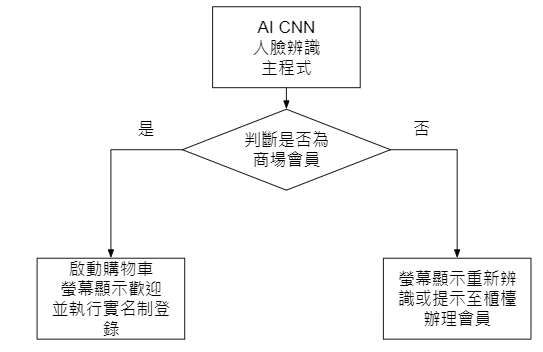 AI CNN
人臉辨識
主程式
是
否
判斷是否為
商場會員
啟動購物車
螢幕顯示歡迎
並執行實名制登
錄
螢幕顯示重新辨
識或提示至櫃檯
辦理會員